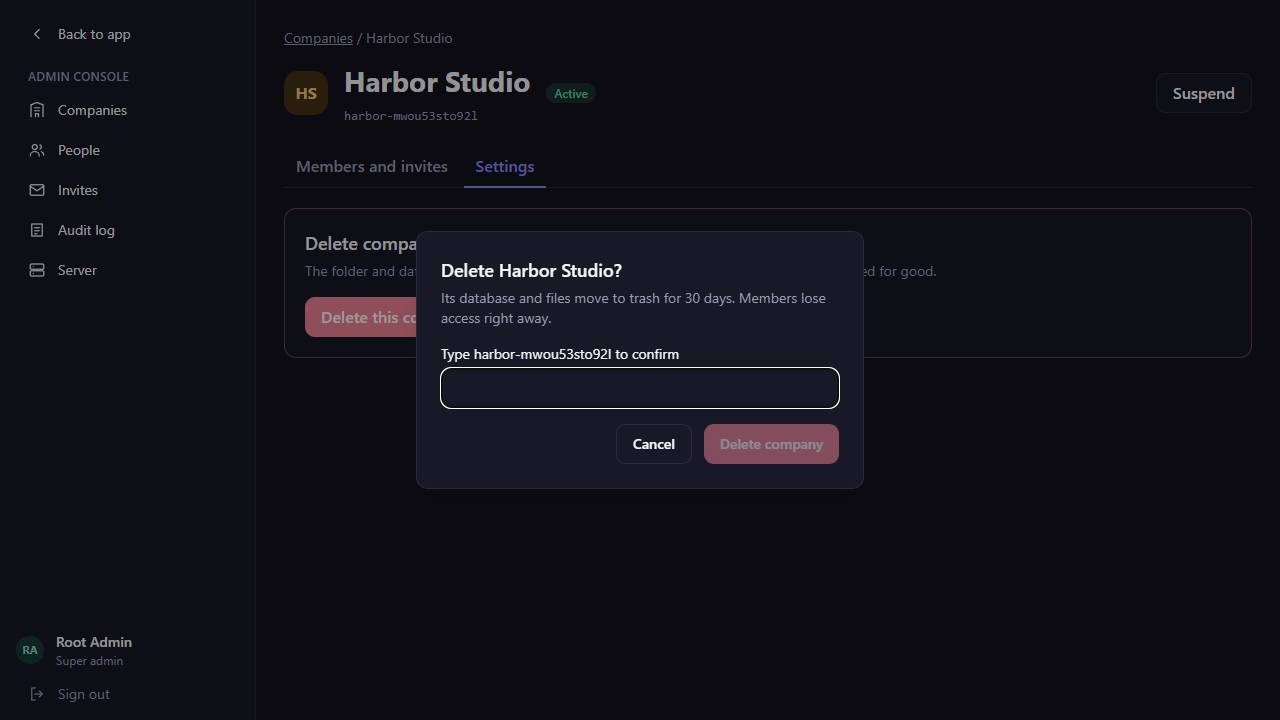 Back to app
ADMIN CONSOLE
Companies
People
Invites
Audit log
Server
RA
Root Admin
Super admin
Sign out
Companies / Harbor Studio
HS
Harbor Studio
Active
harbor-mwou53sto92l
Suspend
Members and invites
Settings
Delete compa
The folder and dat
ed for good.
Delete this co
Delete Harbor Studio?
Its database and files move to trash for 30 days. Members lose
access right away.
Type harbor-mwou53sto92l to confirm
Cancel
Delete company